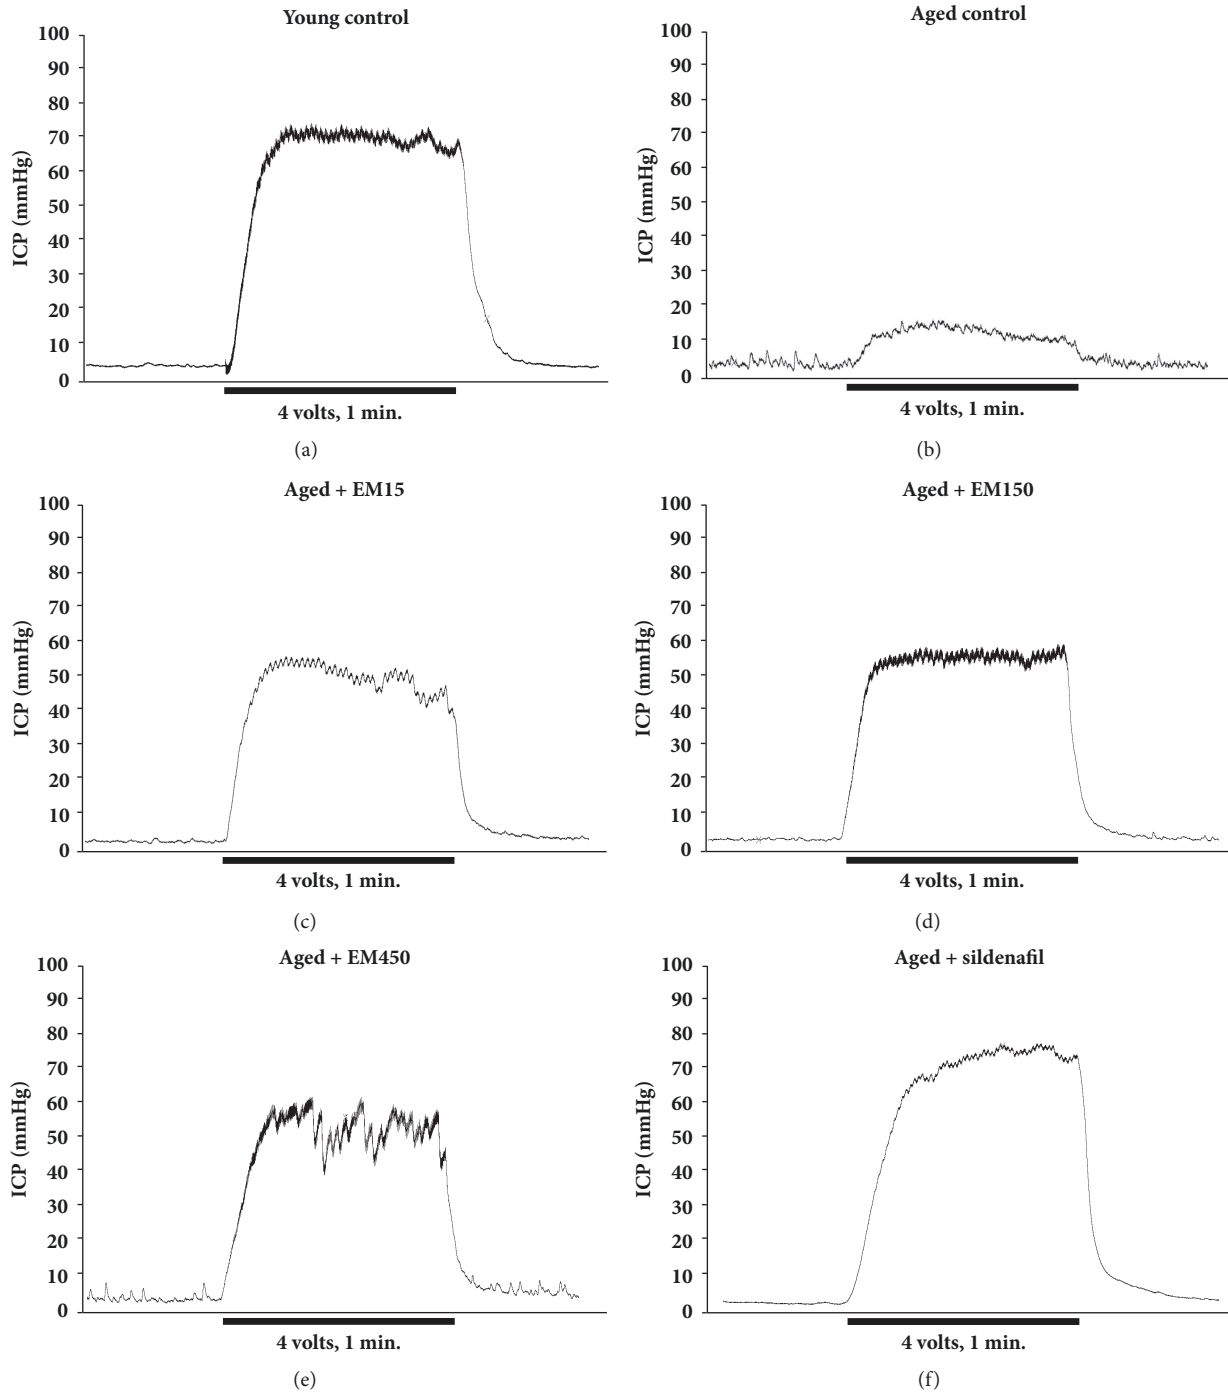 Young control
100
90
80
70
60
50
40
30
20
10
0
ICP (mmHg)
4 volts, 1 min.
(a)
Aged control
100
90
80
70
60
50
40
30
20
10
0
ICP (mmHg)
4 volts, 1 min.
(b)
Aged + EM15
100
90
80
70
60
50
40
30
20
10
0
ICP (mmHg)
4 volts, 1 min.
(c)
Aged + EM150
100
90
80
70
60
50
40
30
20
10
0
ICP (mmHg)
4 volts, 1 min.
(d)
Aged + EM450
100
90
80
70
60
50
40
30
20
10
0
ICP (mmHg)
4 volts, 1 min.
(e)
Aged + sildenafil
100
90
80
70
60
50
40
30
20
10
0
ICP (mmHg)
4 volts, 1 min.
(f)